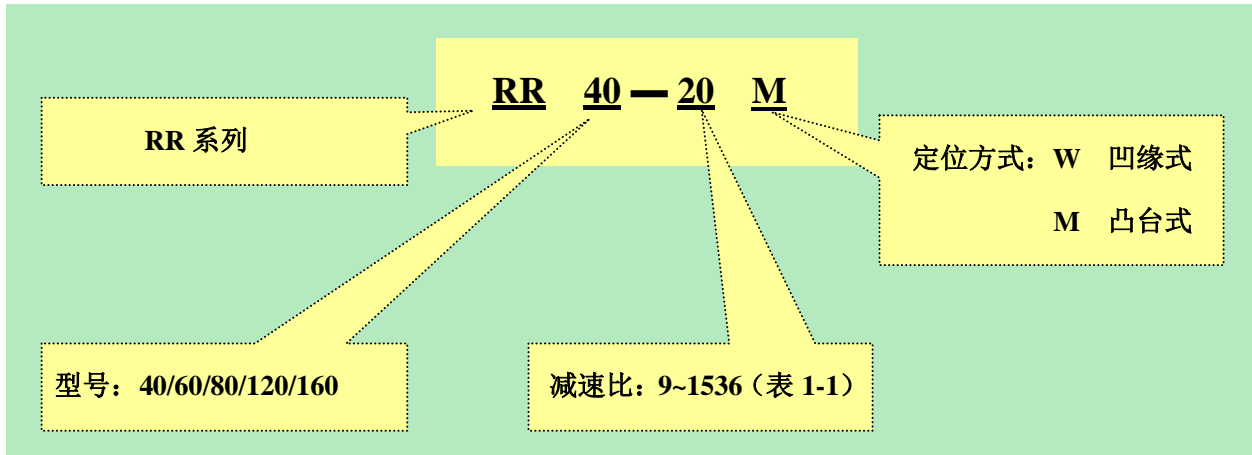 RR 40—20 M
RR 系列
定位方式：W 凹缘式
M 凸台式
型号：40/60/80/120/160
减速比：9~1536（表 1-1）